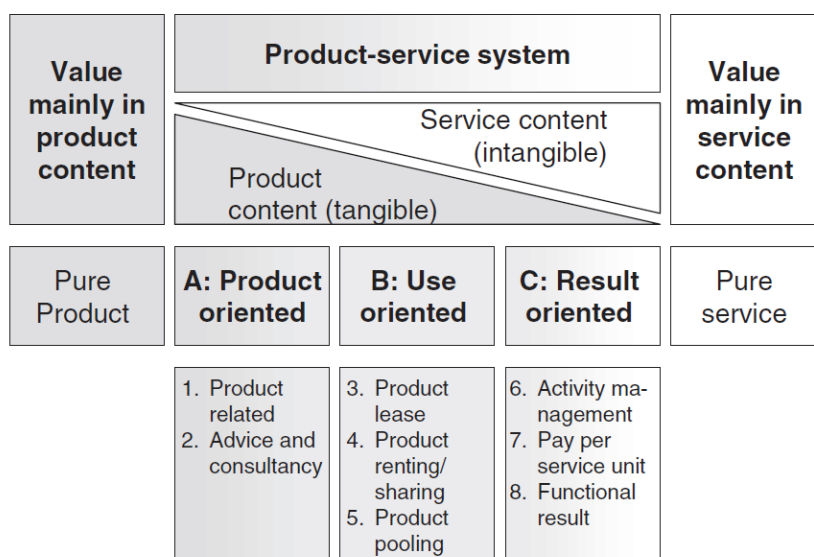 Value
mainly in
product
content
Product-service system
Service content
(intangible)
Product
content (tangible)
Value
mainly in
service
content
Pure
Product
A: Product
oriented
B: Use
oriented
C: Result
oriented
Pure
service
1. Product
related
2. Advice and
consultancy
3. Product
lease
4. Product
renting/
sharing
5. Product
pooling
6. Activity ma-
nagement
7. Pay per
service unit
8. Functional
result